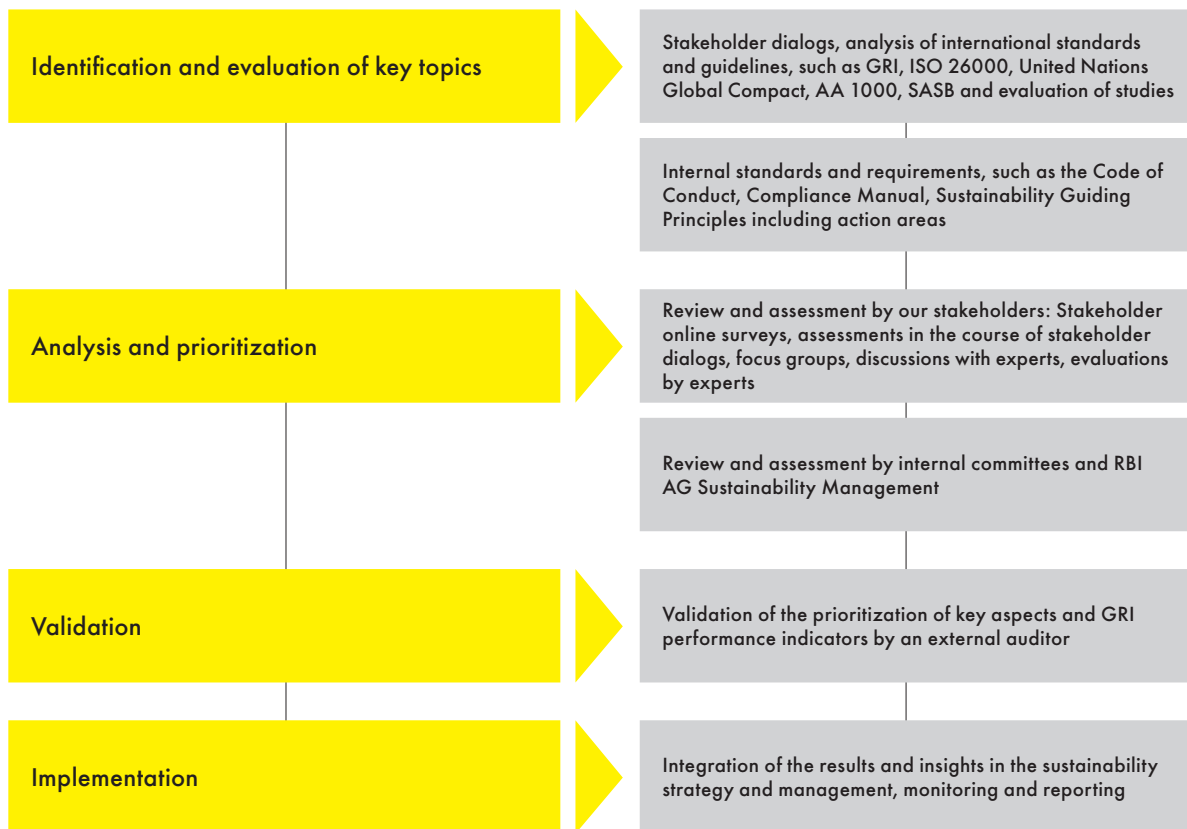 Identification and evaluation of key topics
Stakeholder dialogs, analysis of international standards
and guidelines, such as GRI, ISO 26000, United Nations
Global Compact, AA 1000, SASB and evaluation of studies
Internal standards and requirements, such as the Code of
Conduct, Compliance Manual, Sustainability Guiding
Principles including action areas
Analysis and prioritization
Review and assessment by our stakeholders: Stakeholder
online surveys, assessments in the course of stakeholder
dialogs, focus groups, discussions with experts, evaluations
by experts
Review and assessment by internal committees and RBI
AG Sustainability Management
Validation
Validation of the prioritization of key aspects and GRI
performance indicators by an external auditor
Implementation
Integration of the results and insights in the sustainability
strategy and management, monitoring and reporting